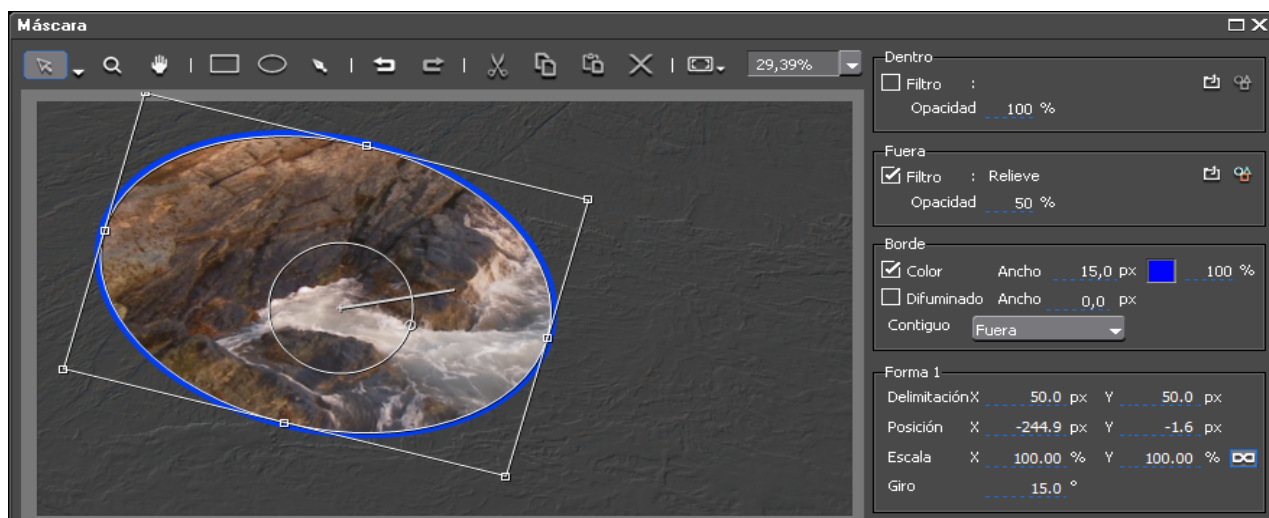 Máscara
29,39%
Dentro
Filtro :
Opacidad 100 %
Fuera
Filtro : Relieve
Opacidad 50 %
Borde
Color Ancho 15,0 px 100 %
Difuminado Ancho 0,0 px
Contiguo Fuera
Forma 1
Delimitación X 50.0 px Y 50.0 px
Posición X -244.9 px Y -1.6 px
Escala X 100.00 % Y 100.00 %
Giro 15.0 °